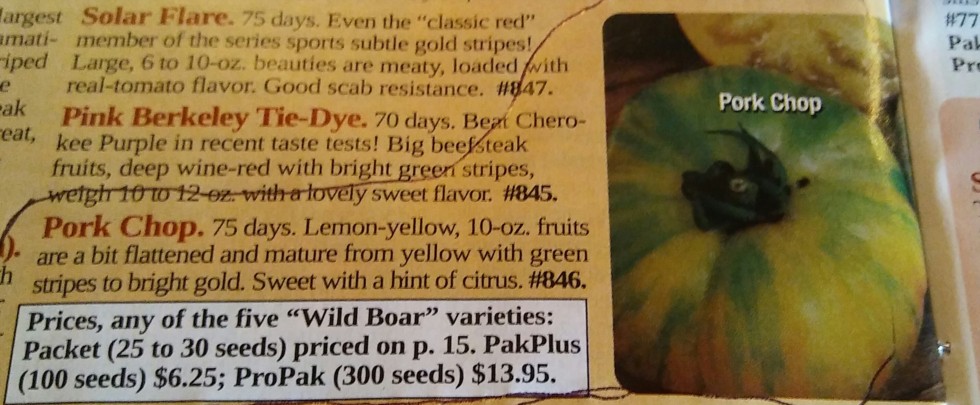 largest
amati-
riped
e
eak
reat,
).
h
Solar Flare. 75 days. Even the “classic red”
member of the series sports subtle gold stripes!
Large, 6 to 10-oz. beauties are meaty, loaded with
real-tomato flavor. Good scab resistance. #847.
Pink Berkeley Tie-Dye. 70 days. Beat Chero-
kee Purple in recent taste tests! Big beefsteak
fruits, deep wine-red with bright green stripes,
weigh 10 to 12-oz. with a lovely sweet flavor. #845.
Pork Chop. 75 days. Lemon-yellow, 10-oz. fruits
are a bit flattened and mature from yellow with green
stripes to bright gold. Sweet with a hint of citrus. #846.
Prices, any of the five “Wild Boar” varieties:
Packet (25 to 30 seeds) priced on p. 15. PakPlus
(100 seeds) $6.25; ProPak (300 seeds) $13.95.
Pork Chop
#77
Pak
Pr